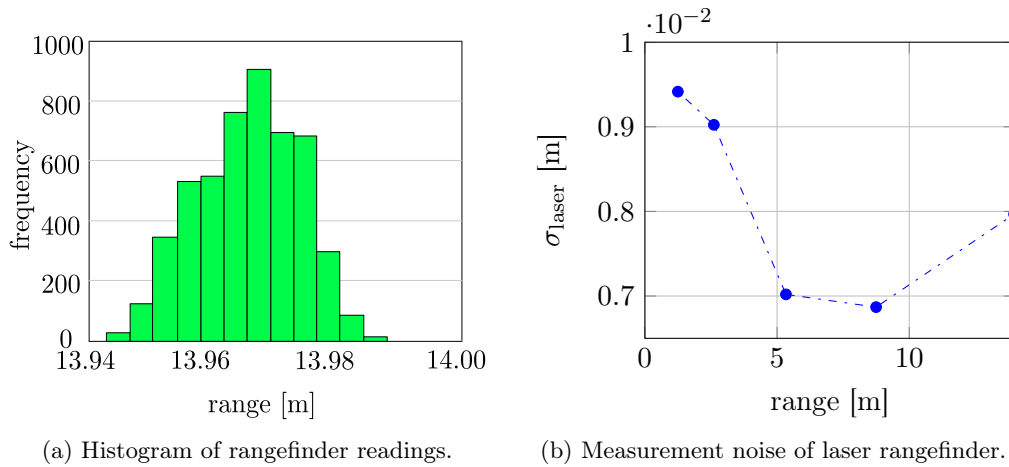 1000
800
600
400
200
0
frequency
13.94 13.96 13.98 14.00
range [m]
(a) Histogram of rangefinder readings.
·10⁻²
1
0.9
0.8
0.7
σlaser [m]
0 5 10
range [m]
(b) Measurement noise of laser rangefinder.